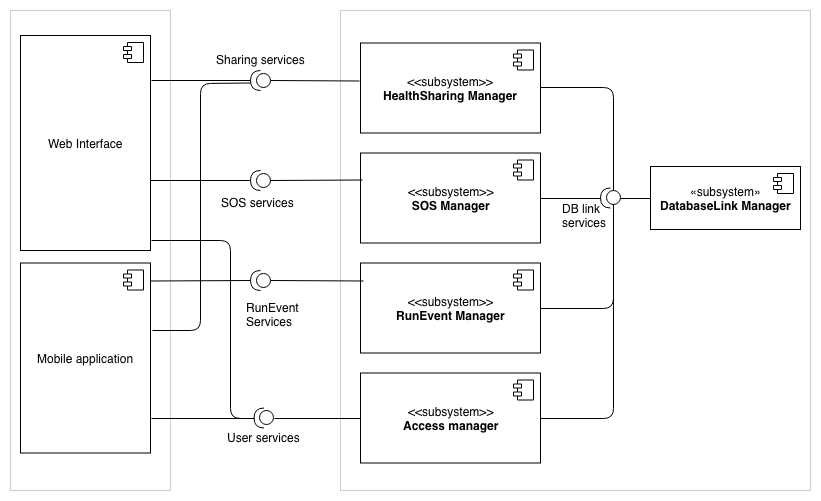 Sharing services
<<subsystem>>
HealthSharing Manager
Web Interface
SOS services
<<subsystem>>
SOS Manager
DB link
services
«subsystem»
DatabaseLink Manager
RunEvent
Services
<<subsystem>>
RunEvent Manager
Mobile application
User services
<<subsystem>>
Access manager